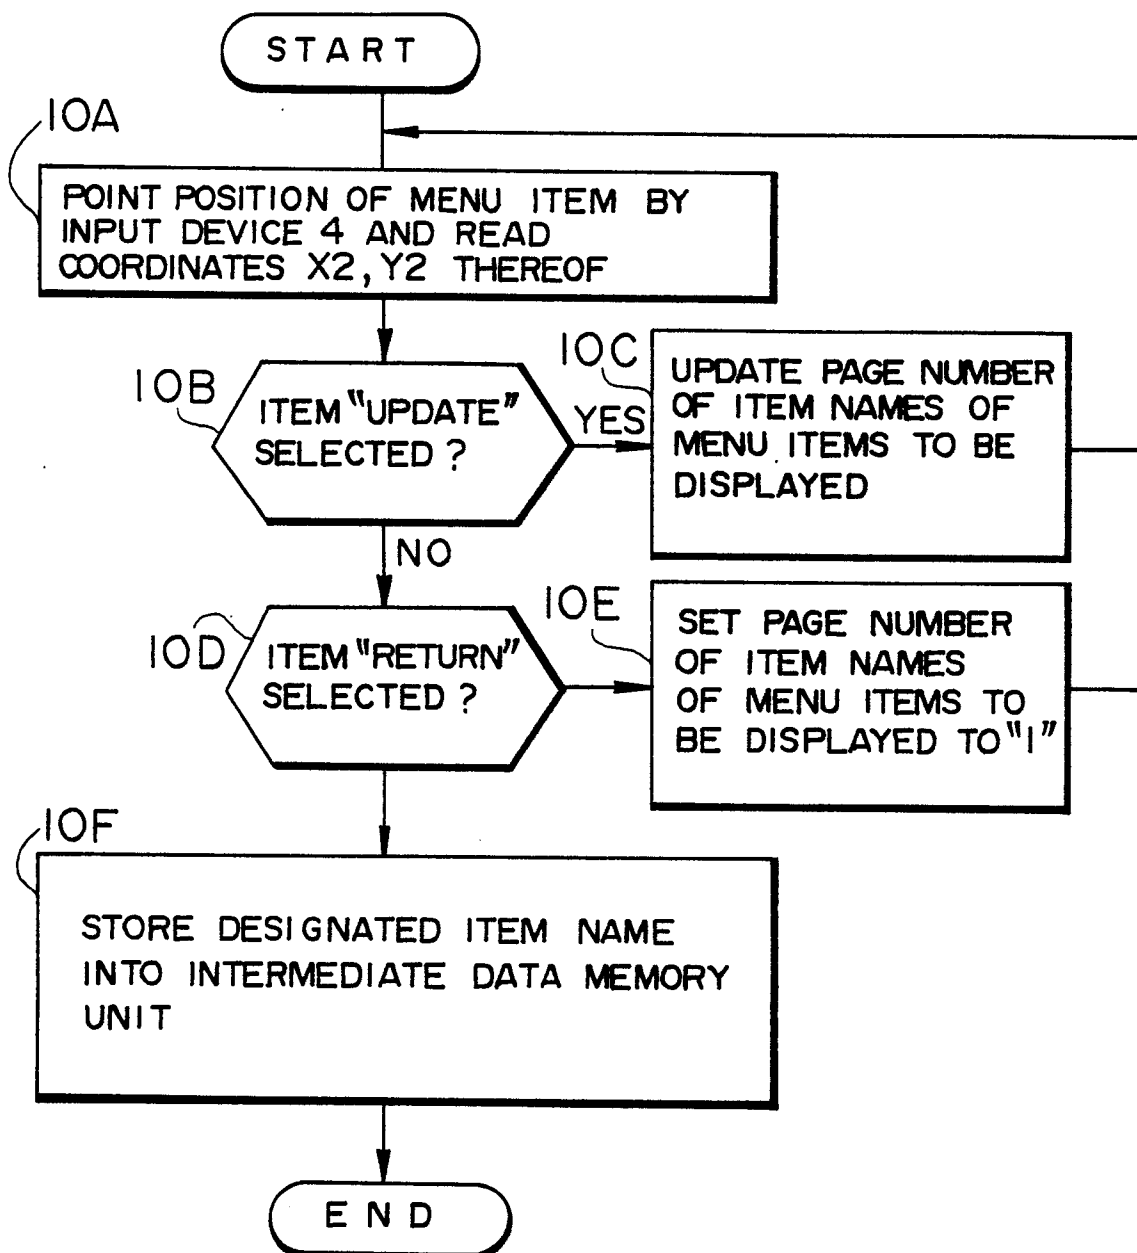 START
10A
POINT POSITION OF MENU ITEM BY
INPUT DEVICE 4 AND READ
COORDINATES X2, Y2 THEREOF
10B
ITEM "UPDATE"
SELECTED ?
YES
10C
UPDATE PAGE NUMBER
OF ITEM NAMES OF
MENU ITEMS TO BE
DISPLAYED
NO
10D
ITEM "RETURN"
SELECTED ?
10E
SET PAGE NUMBER
OF ITEM NAMES
OF MENU ITEMS TO
BE DISPLAYED TO "1"
10F
STORE DESIGNATED ITEM NAME
INTO INTERMEDIATE DATA MEMORY
UNIT
END